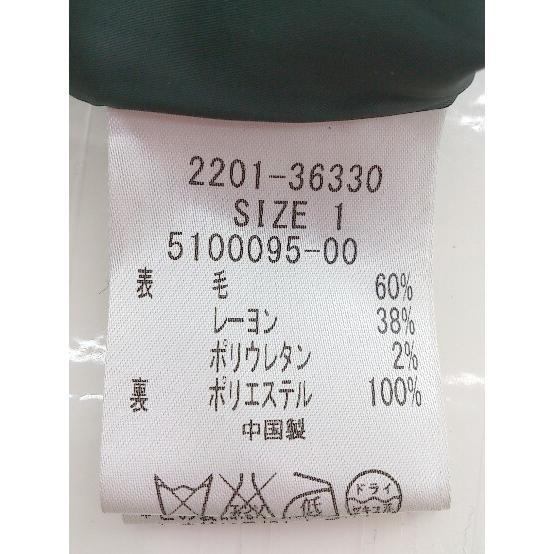 2201-36330
SIZE 1
5100095-00
表 毛 60%
レーヨン 38%
ポリウレタン 2%
裏 ポリエステル 100%
中国製
低 ドライ